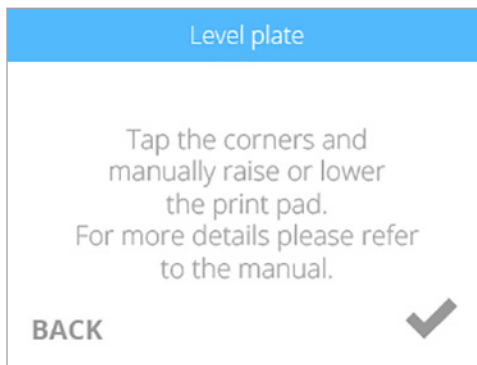 Level plate
Tap the corners and
manually raise or lower
the print pad.
For more details please refer
to the manual.
BACK